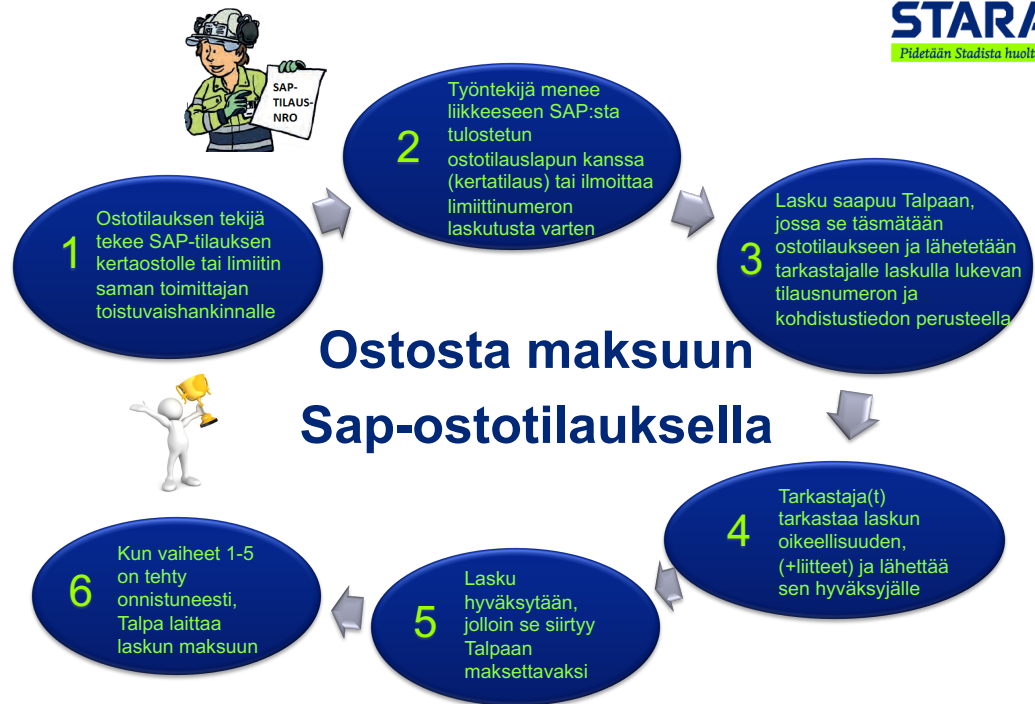 STARA
Pidetään Stadista huolt
SAP-
TILAUS-
NRO
1
Ostotilauksen tekijä
tekee SAP-tilauksen
kertaostolle tai limiitin
saman toimittajan
toistuvaishankinnalle
2
Työntekijä menee
liikkeeseen SAP:sta
tulostetun
ostotilauslapun kanssa
(kertatilaus) tai ilmoittaa
limiittinumeron
laskutusta varten
3
Lasku saapuu Talpaan,
jossa se täsmätään
ostotilaukseen ja lähetetään
tarkastajalle laskulla lukevan
tilausnumeron ja
kohdistustiedon perusteella
Ostosta maksuun
Sap-ostotilauksella
4
Tarkastaja(t)
tarkastaa laskun
oikeellisuuden,
(+liitteet) ja lähettää
sen hyväksyjälle
5
Lasku
hyväksytään,
jolloin se siirtyy
Talpaan
maksettavaksi
6
Kun vaiheet 1-5
on tehty
onnistuneesti,
Talpa laittaa
laskun maksuun